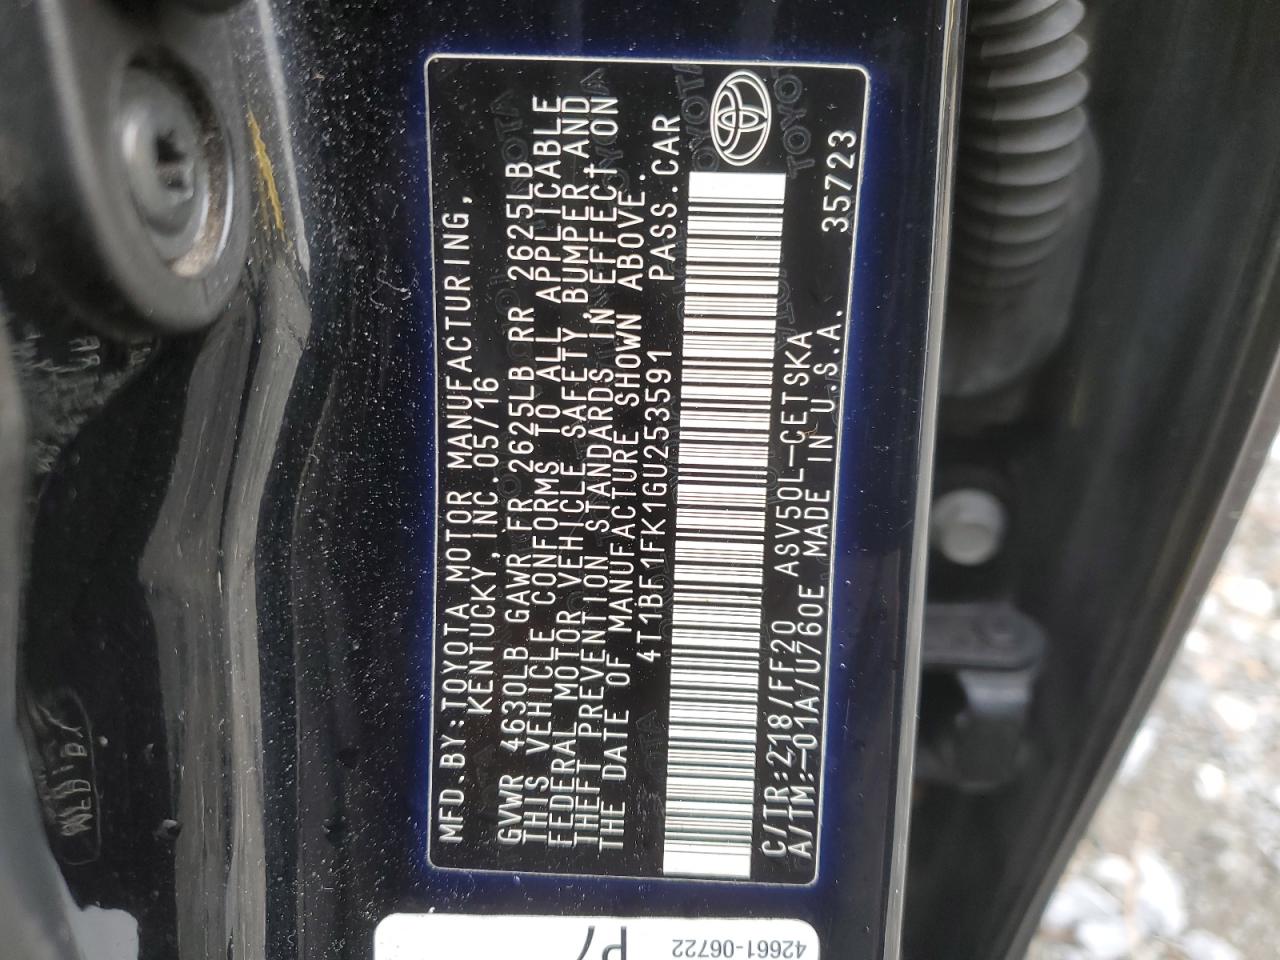 MFD.BY:TOYOTA MOTOR MANUFACTURING,
KENTUCKY, INC.05/16
GVWR 4630LB GAWR FR 2625LB RR 2625LB
THIS VEHICLE CONFORMS TO ALL APPLICABLE
FEDERAL MOTOR VEHICLE SAFETY,BUMPER,AND
THEFT PREVENTION STANDARDS IN EFFECT ON
THE DATE OF MANUFACTURE SHOWN ABOVE.
4T1BF1FK1GU253591 PASS.CAR
C/TR:218/FF20 ASV50L-CETSKA
A/TM:-01A/U760E MADE IN U.S.A. 35723
P7
42661-06722